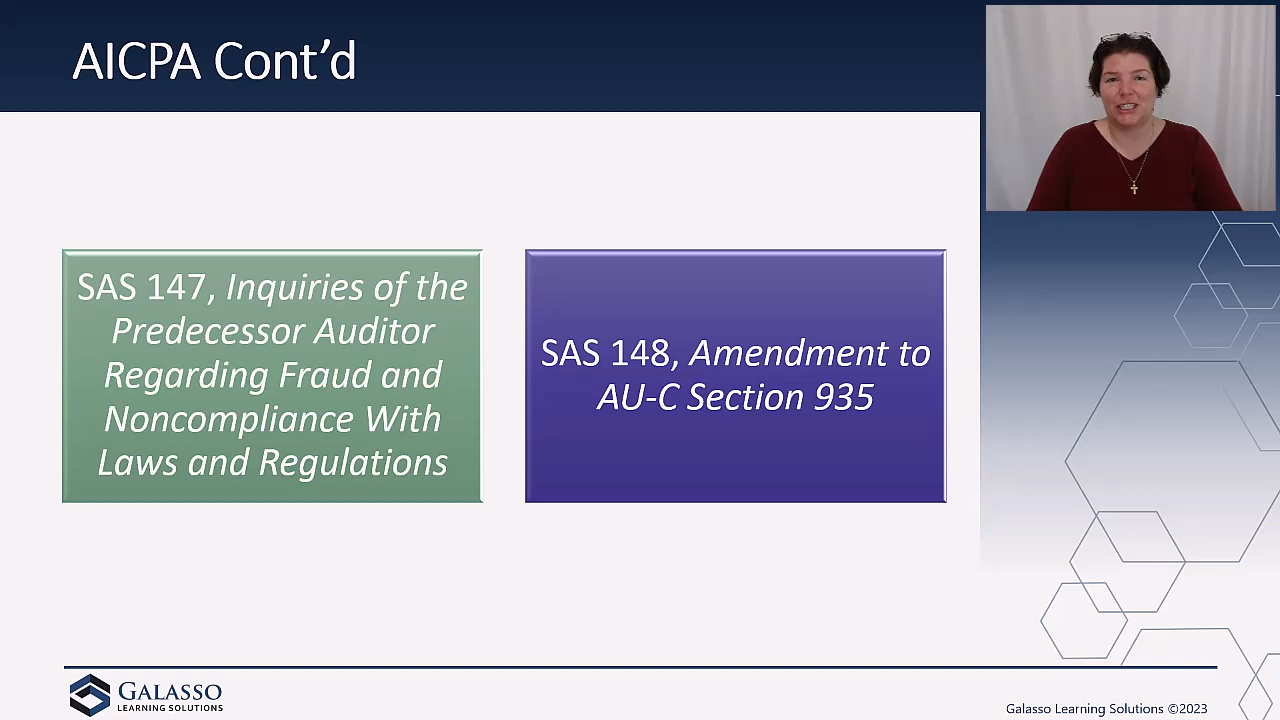 AICPA Cont’d
SAS 147, Inquiries of the
Predecessor Auditor
Regarding Fraud and
Noncompliance With
Laws and Regulations
SAS 148, Amendment to
AU-C Section 935
GALASSO
LEARNING SOLUTIONS
Galasso Learning Solutions ©2023